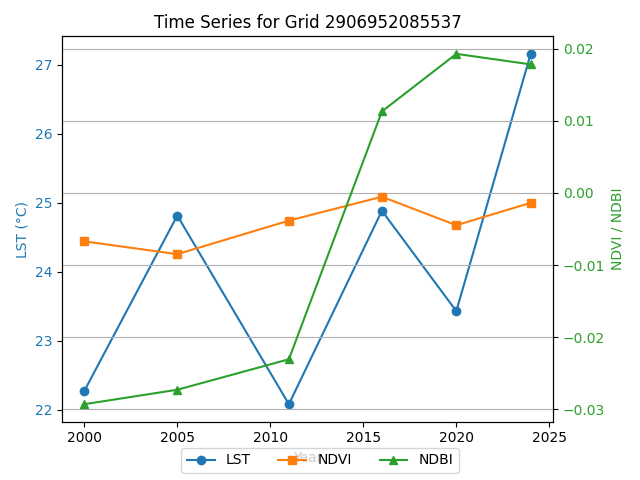 Time Series for Grid 2906952085537
LST (°C)
27
26
25
24
23
22
0.02
0.01
0.00
−0.01
−0.02
−0.03
NDVI / NDBI
2000 2005 2010 2015 2020 2025
Year
LST NDVI NDBI